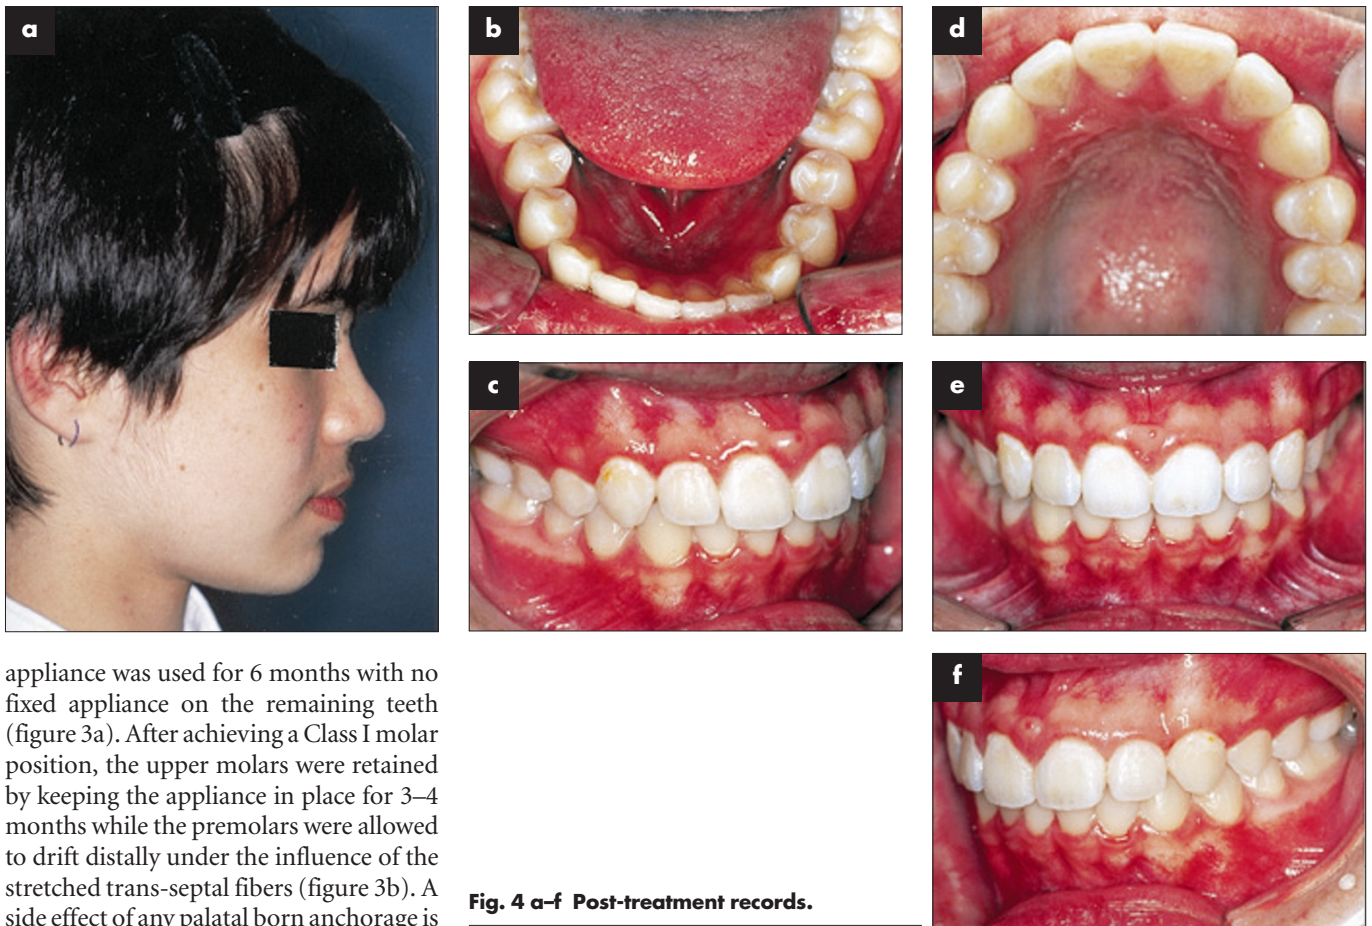 a
b
d
c
e
f
appliance was used for 6 months with no
fixed appliance on the remaining teeth
(figure 3a). After achieving a Class I molar
position, the upper molars were retained
by keeping the appliance in place for 3–4
months while the premolars were allowed
to drift distally under the influence of the
stretched trans-septal fibers (figure 3b). A
side effect of any palatal born anchorage is
Fig. 4 a–f Post-treatment records.